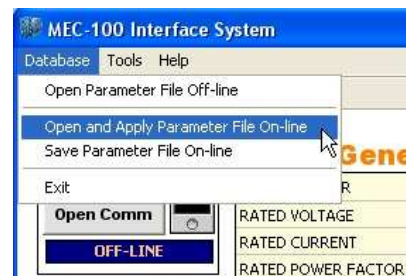 MEC-100 Interface System
Database Tools Help
Open Parameter File Off-line
Open and Apply Parameter File On-line
Save Parameter File On-line
Exit
Gene
R
Open Comm
RATED VOLTAGE
OFF-LINE
RATED CURRENT
RATED POWER FACTOR